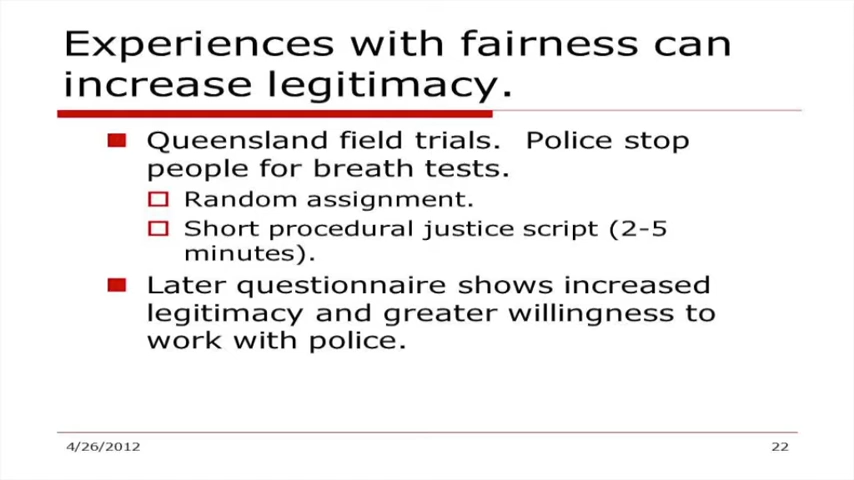 Experiences with fairness can
increase legitimacy.
Queensland field trials.  Police stop
people for breath tests.
Random assignment.
Short procedural justice script (2-5
minutes).
Later questionnaire shows increased
legitimacy and greater willingness to
work with police.
4/26/2012
22